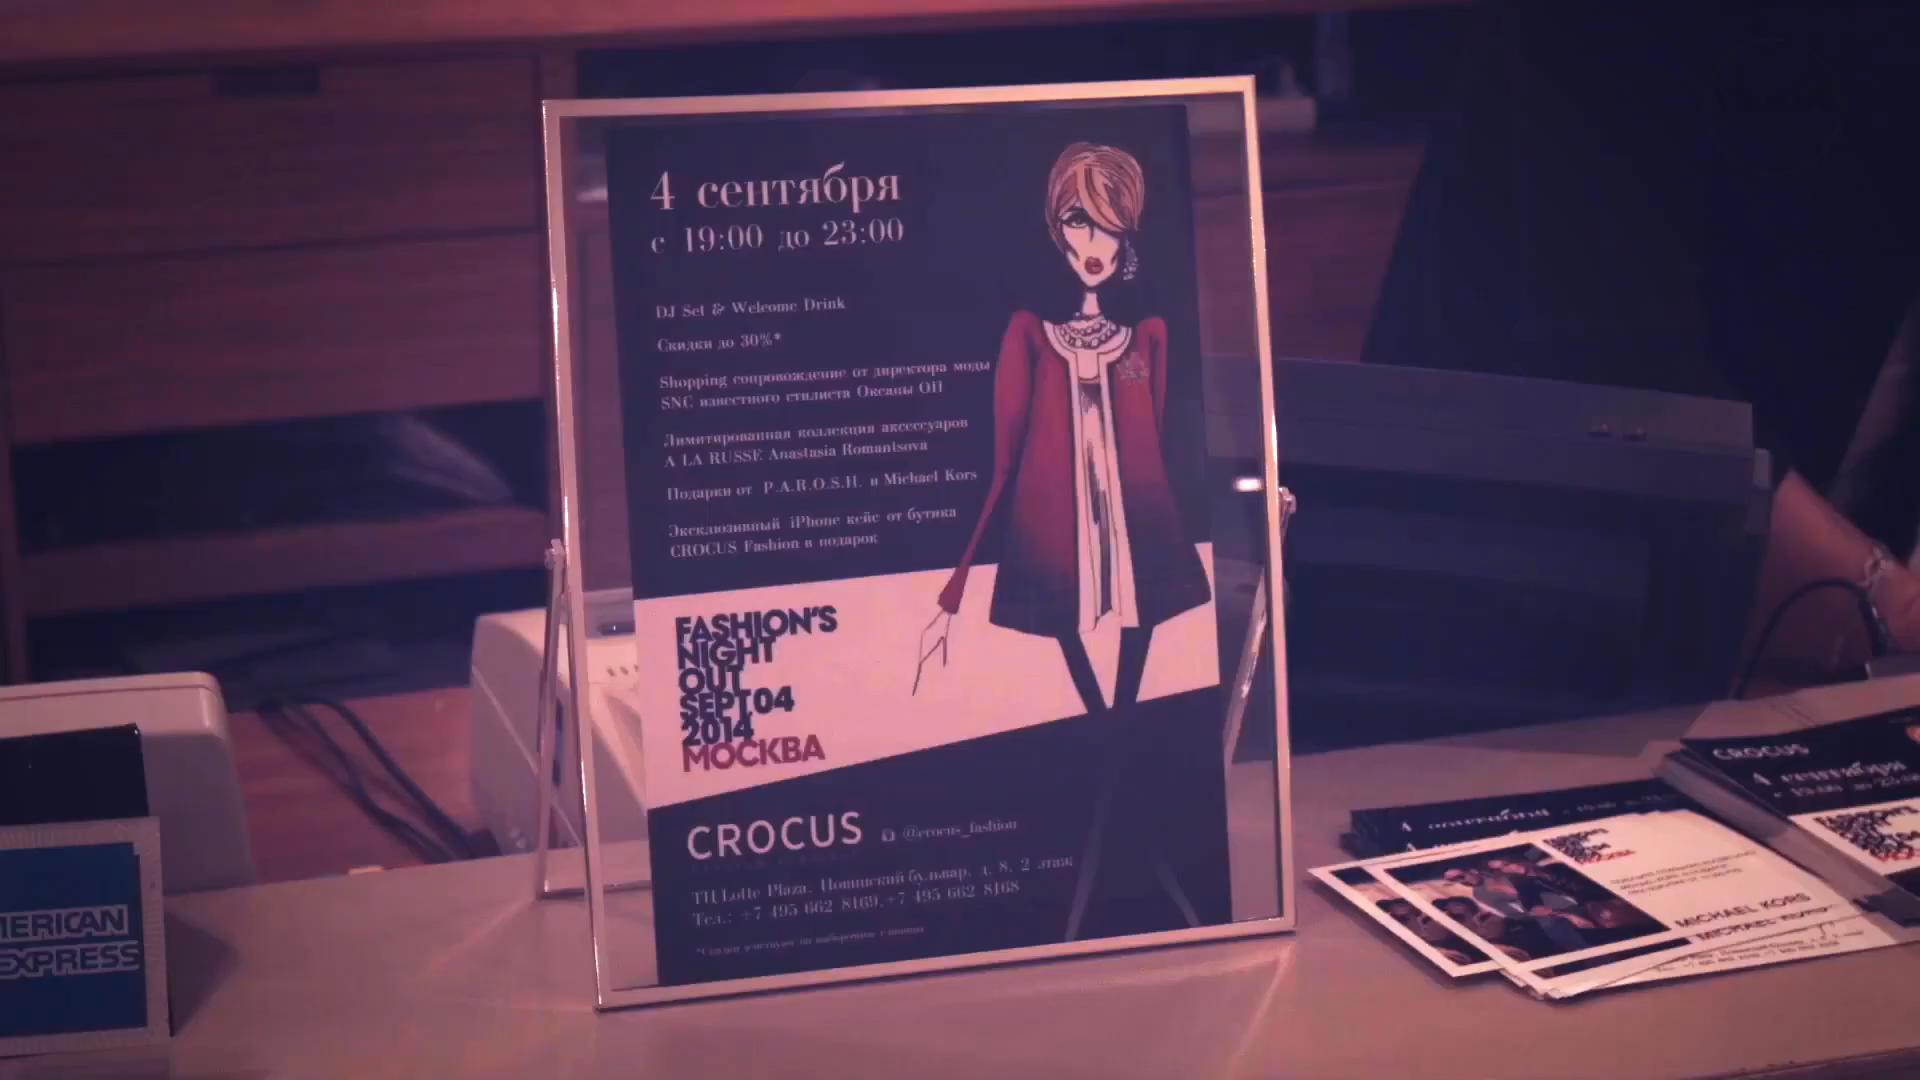 4 сентября
с 19:00 до 23:00
DJ Set & Welcome Drink
Скидки до 30%*
Shopping сопровождение от директора моды
SNC известного стилиста Оксаны ОН
Лимитированная коллекция аксессуаров
A LA RUSSE Anastasia Romantsova
Подарки от P.A.R.O.S.H. и Michael Kors
Эксклюзивный iPhone кейс от бутика
CROCUS Fashion в подарок
FASHION'S
NIGHT
OUT
SEPT 04
2014
МОСКВА
CROCUS
@crocus_fashion
ТЦ Lotte Plaza, Новинский бульвар, д. 8, 2 этаж
Тел.: +7 495 662 8169, +7 495 662 8168
MERICAN
EXPRESS
CROCUS
4 сентября
MICHAEL KORS